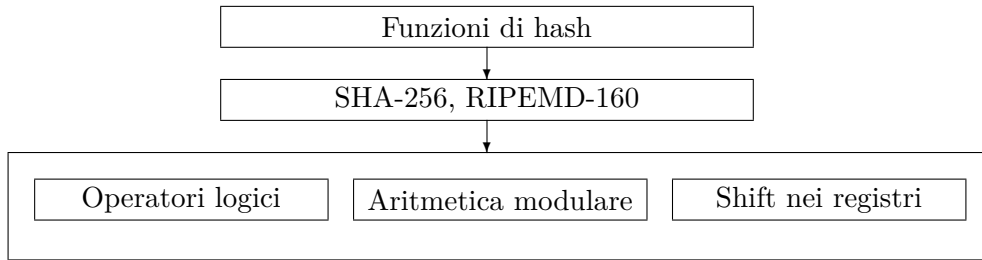 Funzioni di hash
SHA-256, RIPEMD-160
Operatori logici
Aritmetica modulare
Shift nei registri